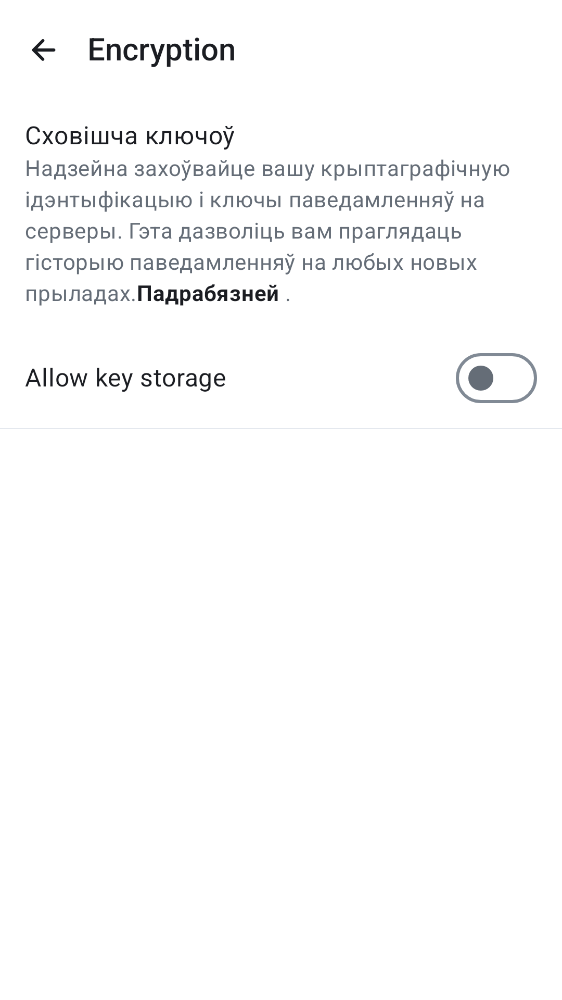 Encryption
Сховішча ключоў
Надзейна захоўвайце вашу крыптаграфічную
ідэнтыфікацыю і ключы паведамленняў на
серверы. Гэта дазволіць вам праглядаць
гісторыю паведамленняў на любых новых
прыладах.Падрабязней .
Allow key storage